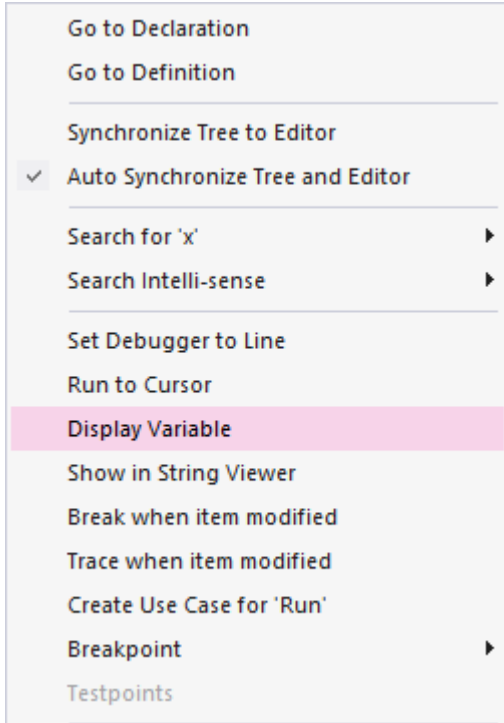 Go to Declaration
Go to Definition
Synchronize Tree to Editor
Auto Synchronize Tree and Editor
Search for 'x'
Search Intelli-sense
Set Debugger to Line
Run to Cursor
Display Variable
Show in String Viewer
Break when item modified
Trace when item modified
Create Use Case for 'Run'
Breakpoint
Testpoints